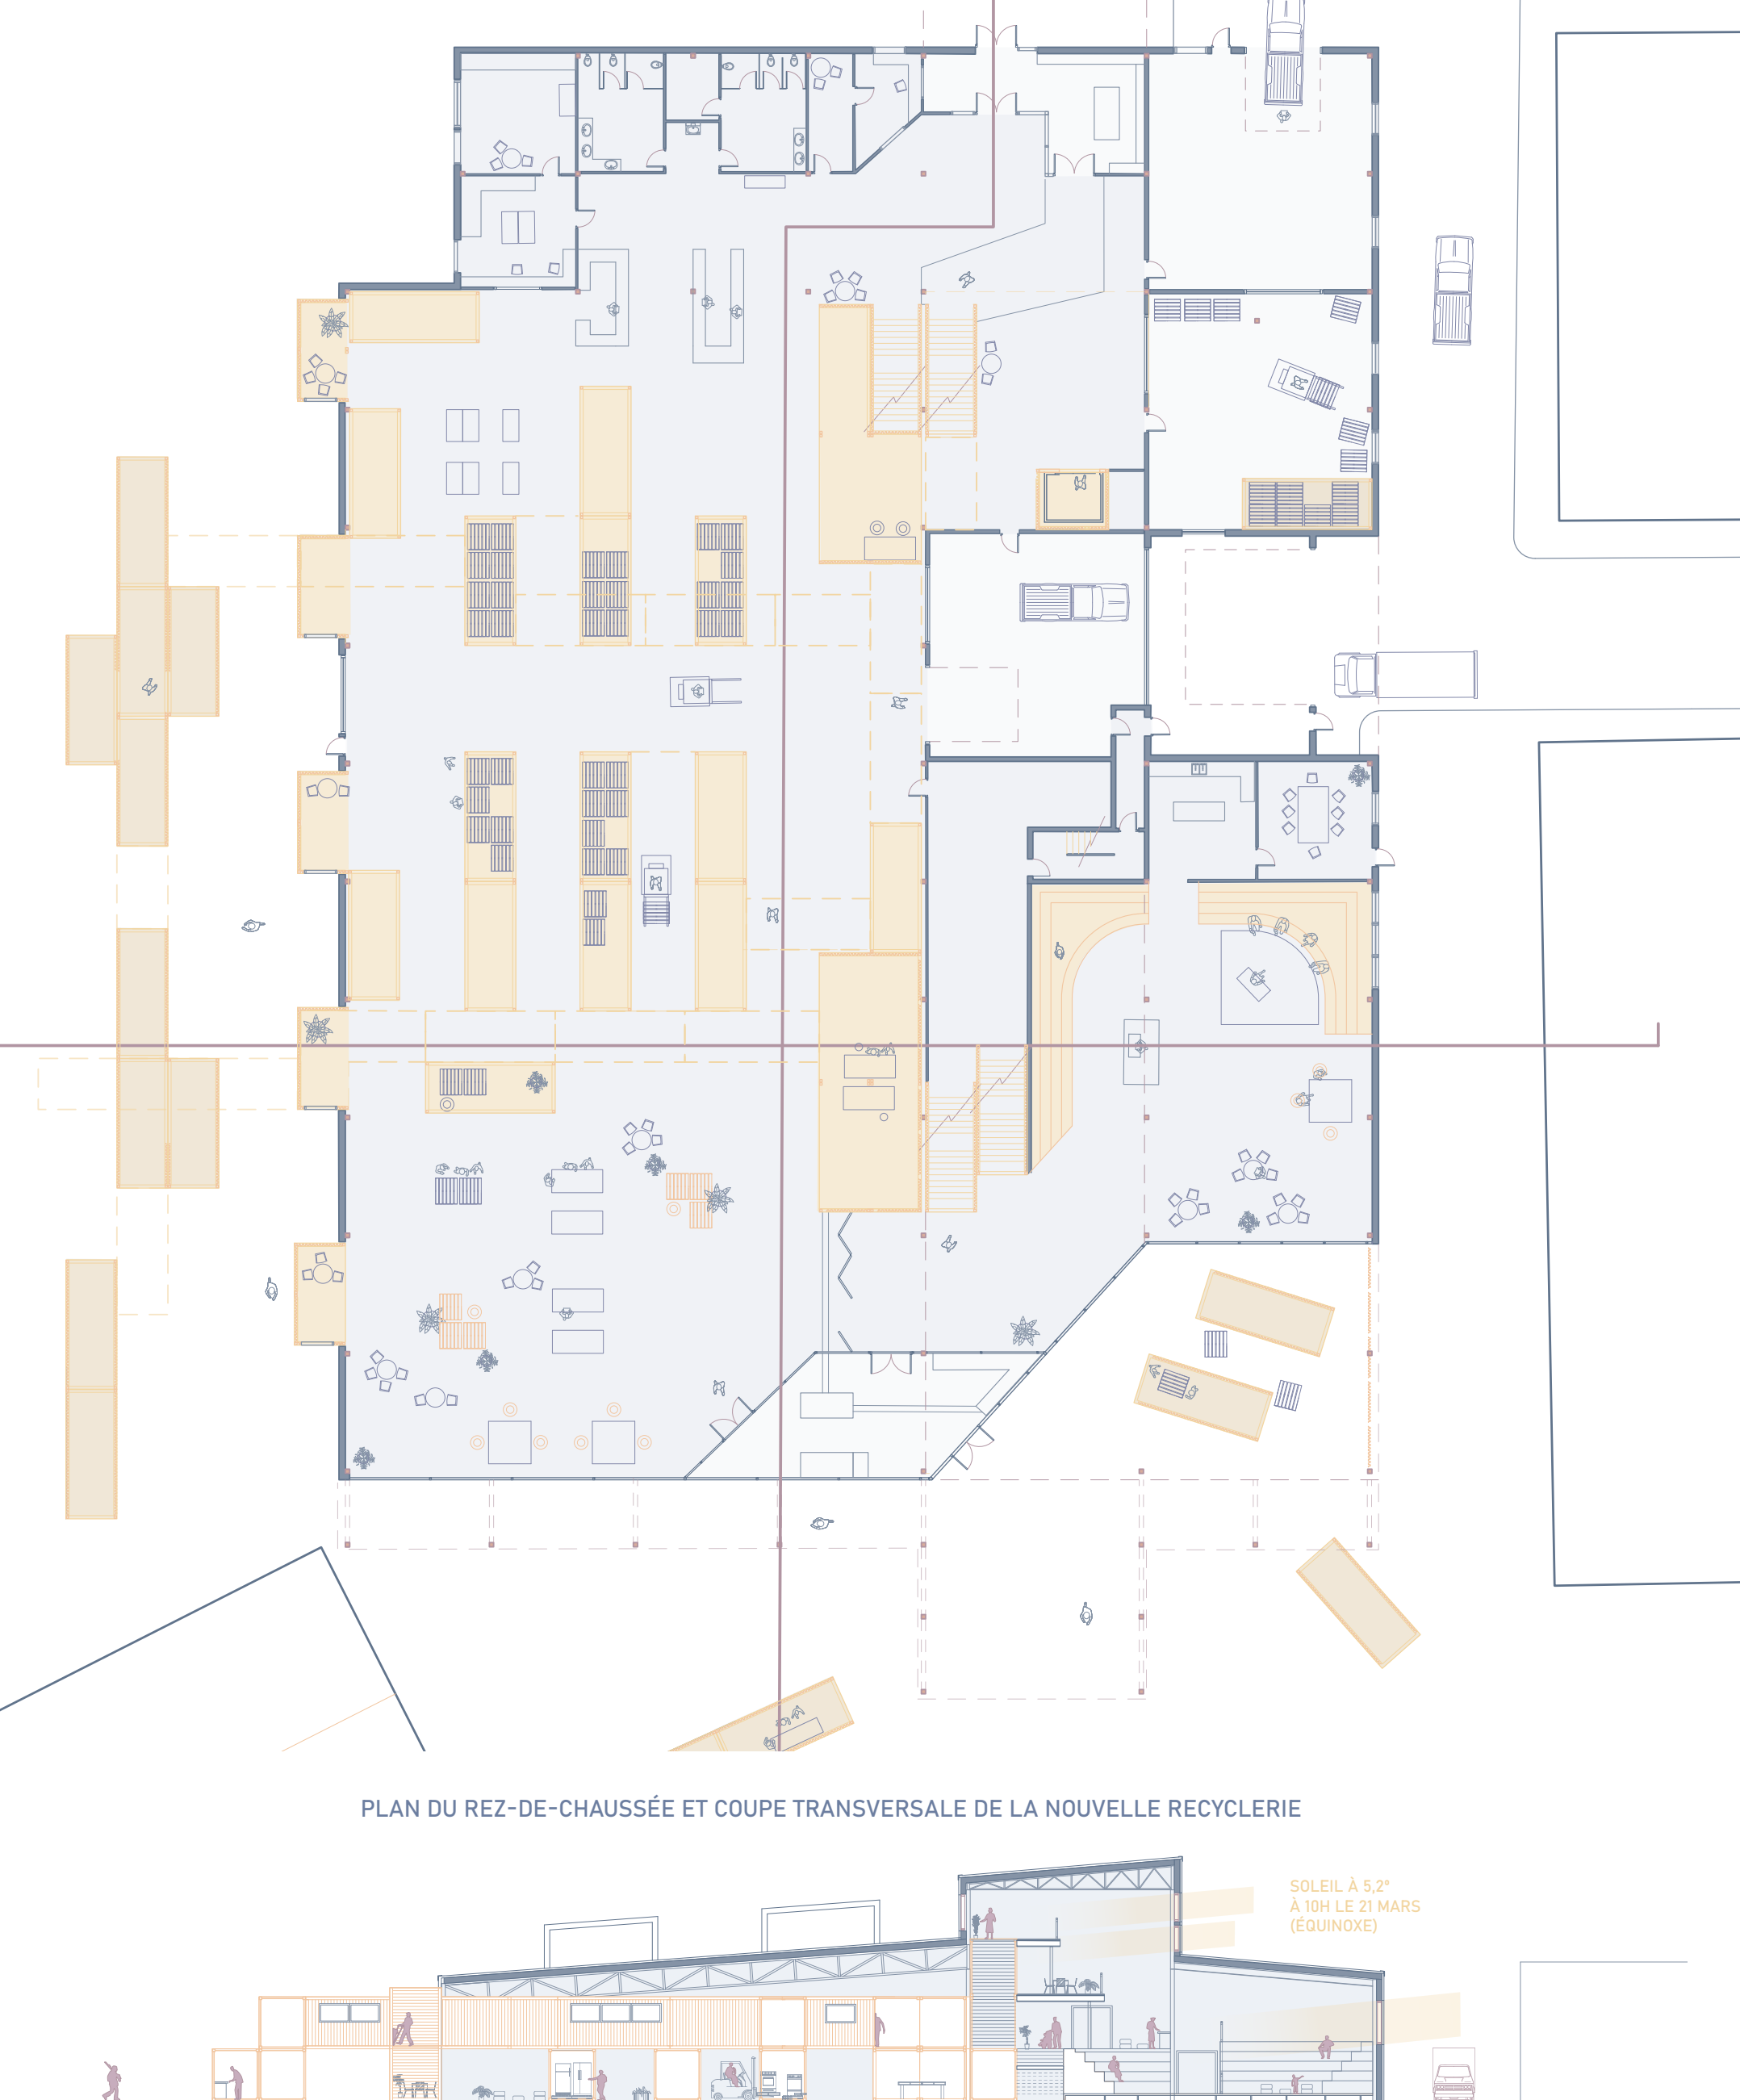 PLAN DU REZ-DE-CHAUSSÉE ET COUPE TRANSVERSALE DE LA NOUVELLE RECYCLERIE
SOLEIL À 5,2°
À 10H LE 21 MARS
(ÉQUINOXE)